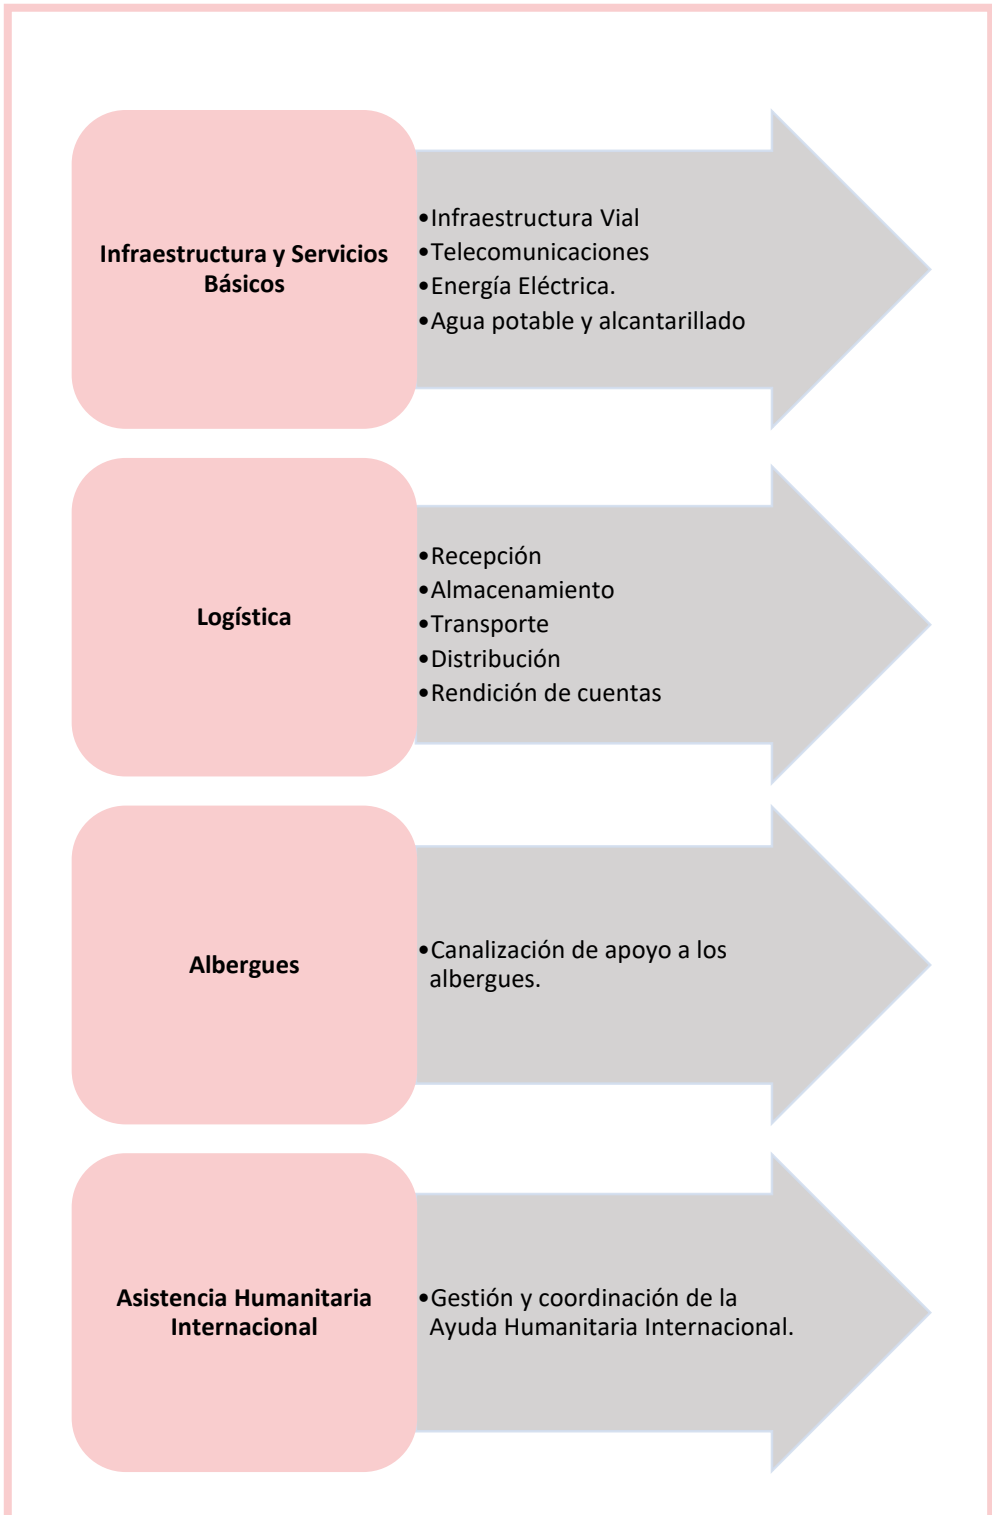 Infraestructura y Servicios
Básicos
•Infraestructura Vial
•Telecomunicaciones
•Energía Eléctrica.
•Agua potable y alcantarillado
Logística
•Recepción
•Almacenamiento
•Transporte
•Distribución
•Rendición de cuentas
Albergues
•Canalización de apoyo a los
albergues.
Asistencia Humanitaria
Internacional
•Gestión y coordinación de la
Ayuda Humanitaria Internacional.